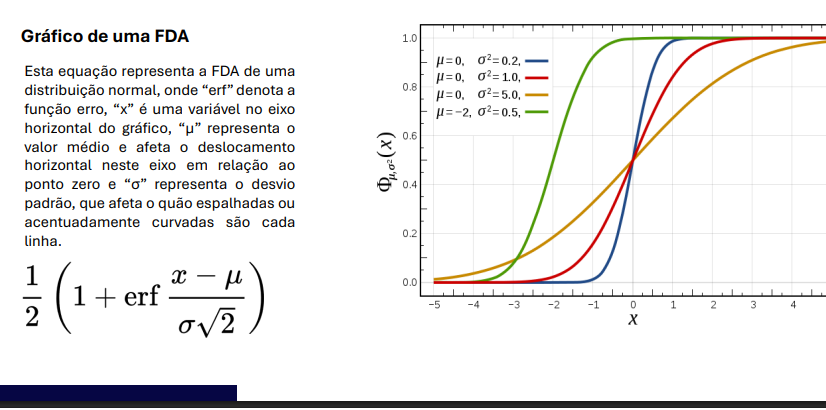 Gráfico de uma FDA
Esta equação representa a FDA de uma
distribuição normal, onde “erf” denota a
função erro, “x” é uma variável no eixo
horizontal do gráfico, “μ” representa o
valor médio e afeta o deslocamento
horizontal neste eixo em relação ao
ponto zero e “σ” representa o desvio
padrão, que afeta o quão espalhadas ou
acentuadamente curvadas são cada
linha.
1/2 (1 + erf (x − μ)/(σ√2))
Φμ,σ²(x)
1.0
0.8
0.6
0.4
0.2
0.0
μ=0, σ²=0.2,
μ=0, σ²=1.0,
μ=0, σ²=5.0,
μ=−2, σ²=0.5,
−5 −4 −3 −2 −1 0 1 2 3 4
x